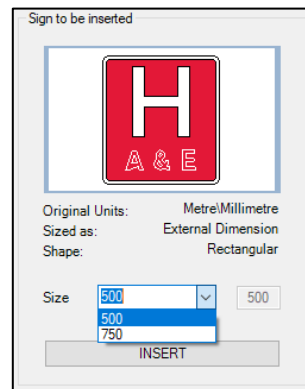 Sign to be inserted
H
A & E
Original Units: Metre\Millimetre
Sized as: External Dimension
Shape: Rectangular
Size 500 500
500
750
INSERT